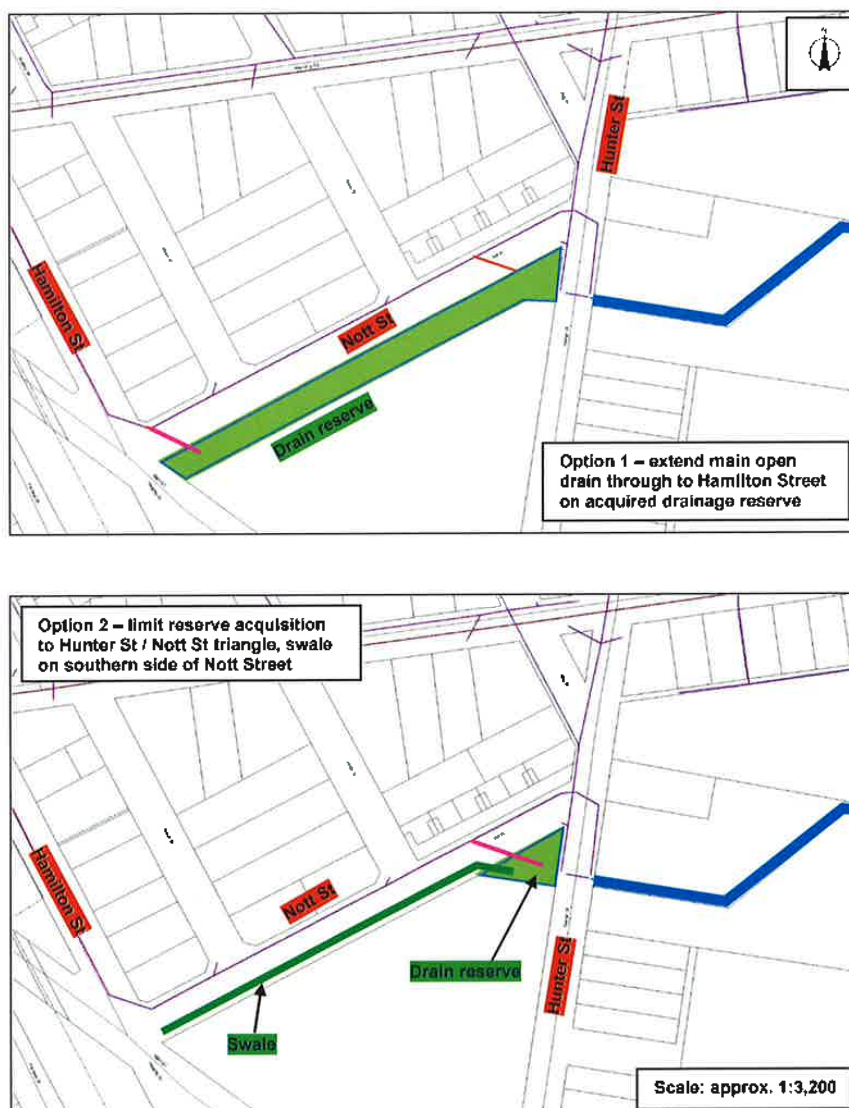 N
Hunter St
Hamilton St
Nott St
Drain reserve
Option 1 – extend main open
drain through to Hamilton Street
on acquired drainage reserve
Option 2 – limit reserve acquisition
to Hunter St / Nott St triangle, swale
on southern side of Nott Street
Hamilton St
Nott St
Drain reserve
Hunter St
Swale
Scale: approx. 1:3,200